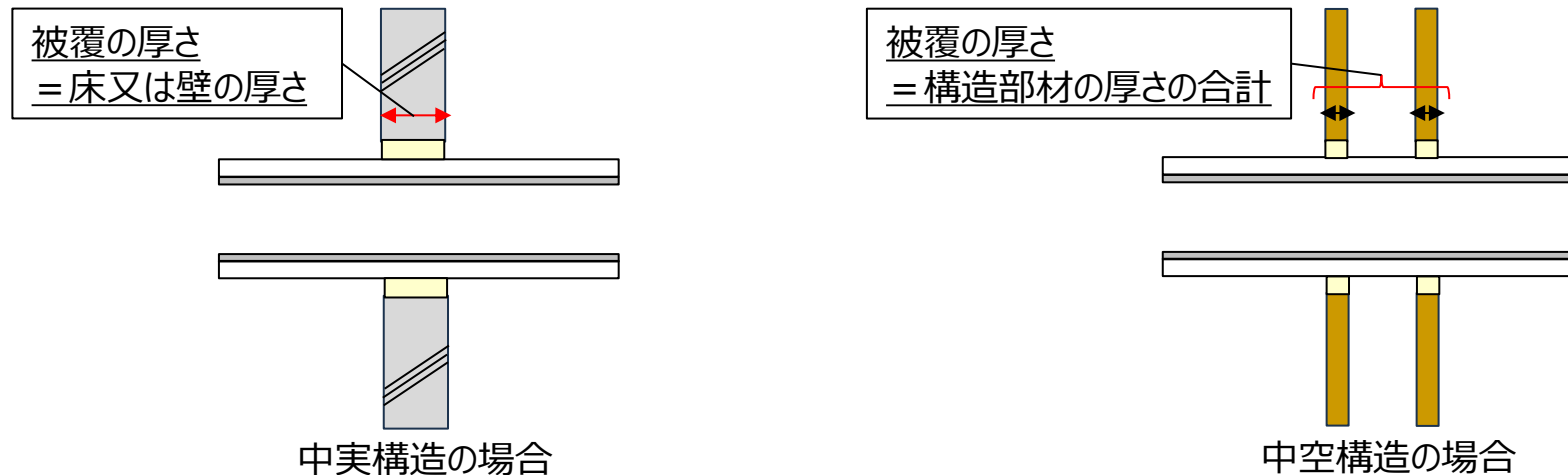 被覆の厚さ
＝床又は壁の厚さ
中実構造の場合
被覆の厚さ
＝構造部材の厚さの合計
中空構造の場合